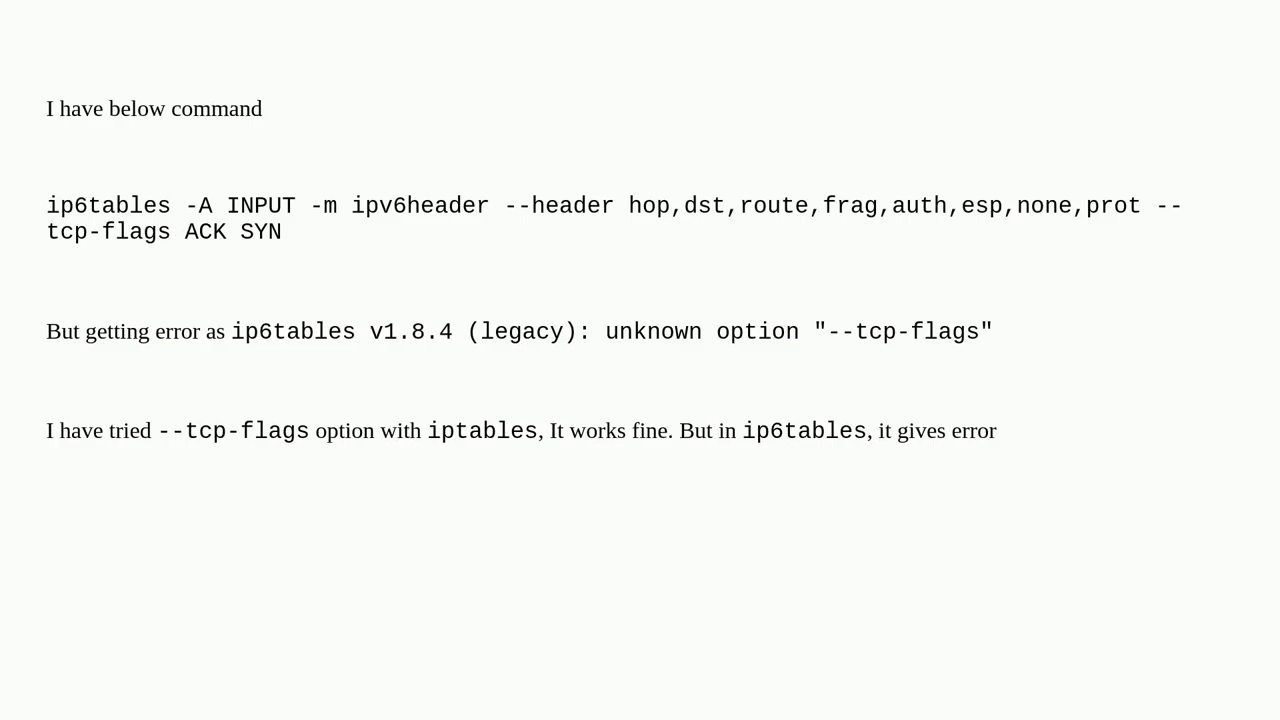 I have below command
ip6tables -A INPUT -m ipv6header --header hop,dst,route,frag,auth,esp,none,prot --
tcp-flags ACK SYN
But getting error as ip6tables v1.8.4 (legacy): unknown option "--tcp-flags"
I have tried --tcp-flags option with iptables, It works fine. But in ip6tables, it gives error